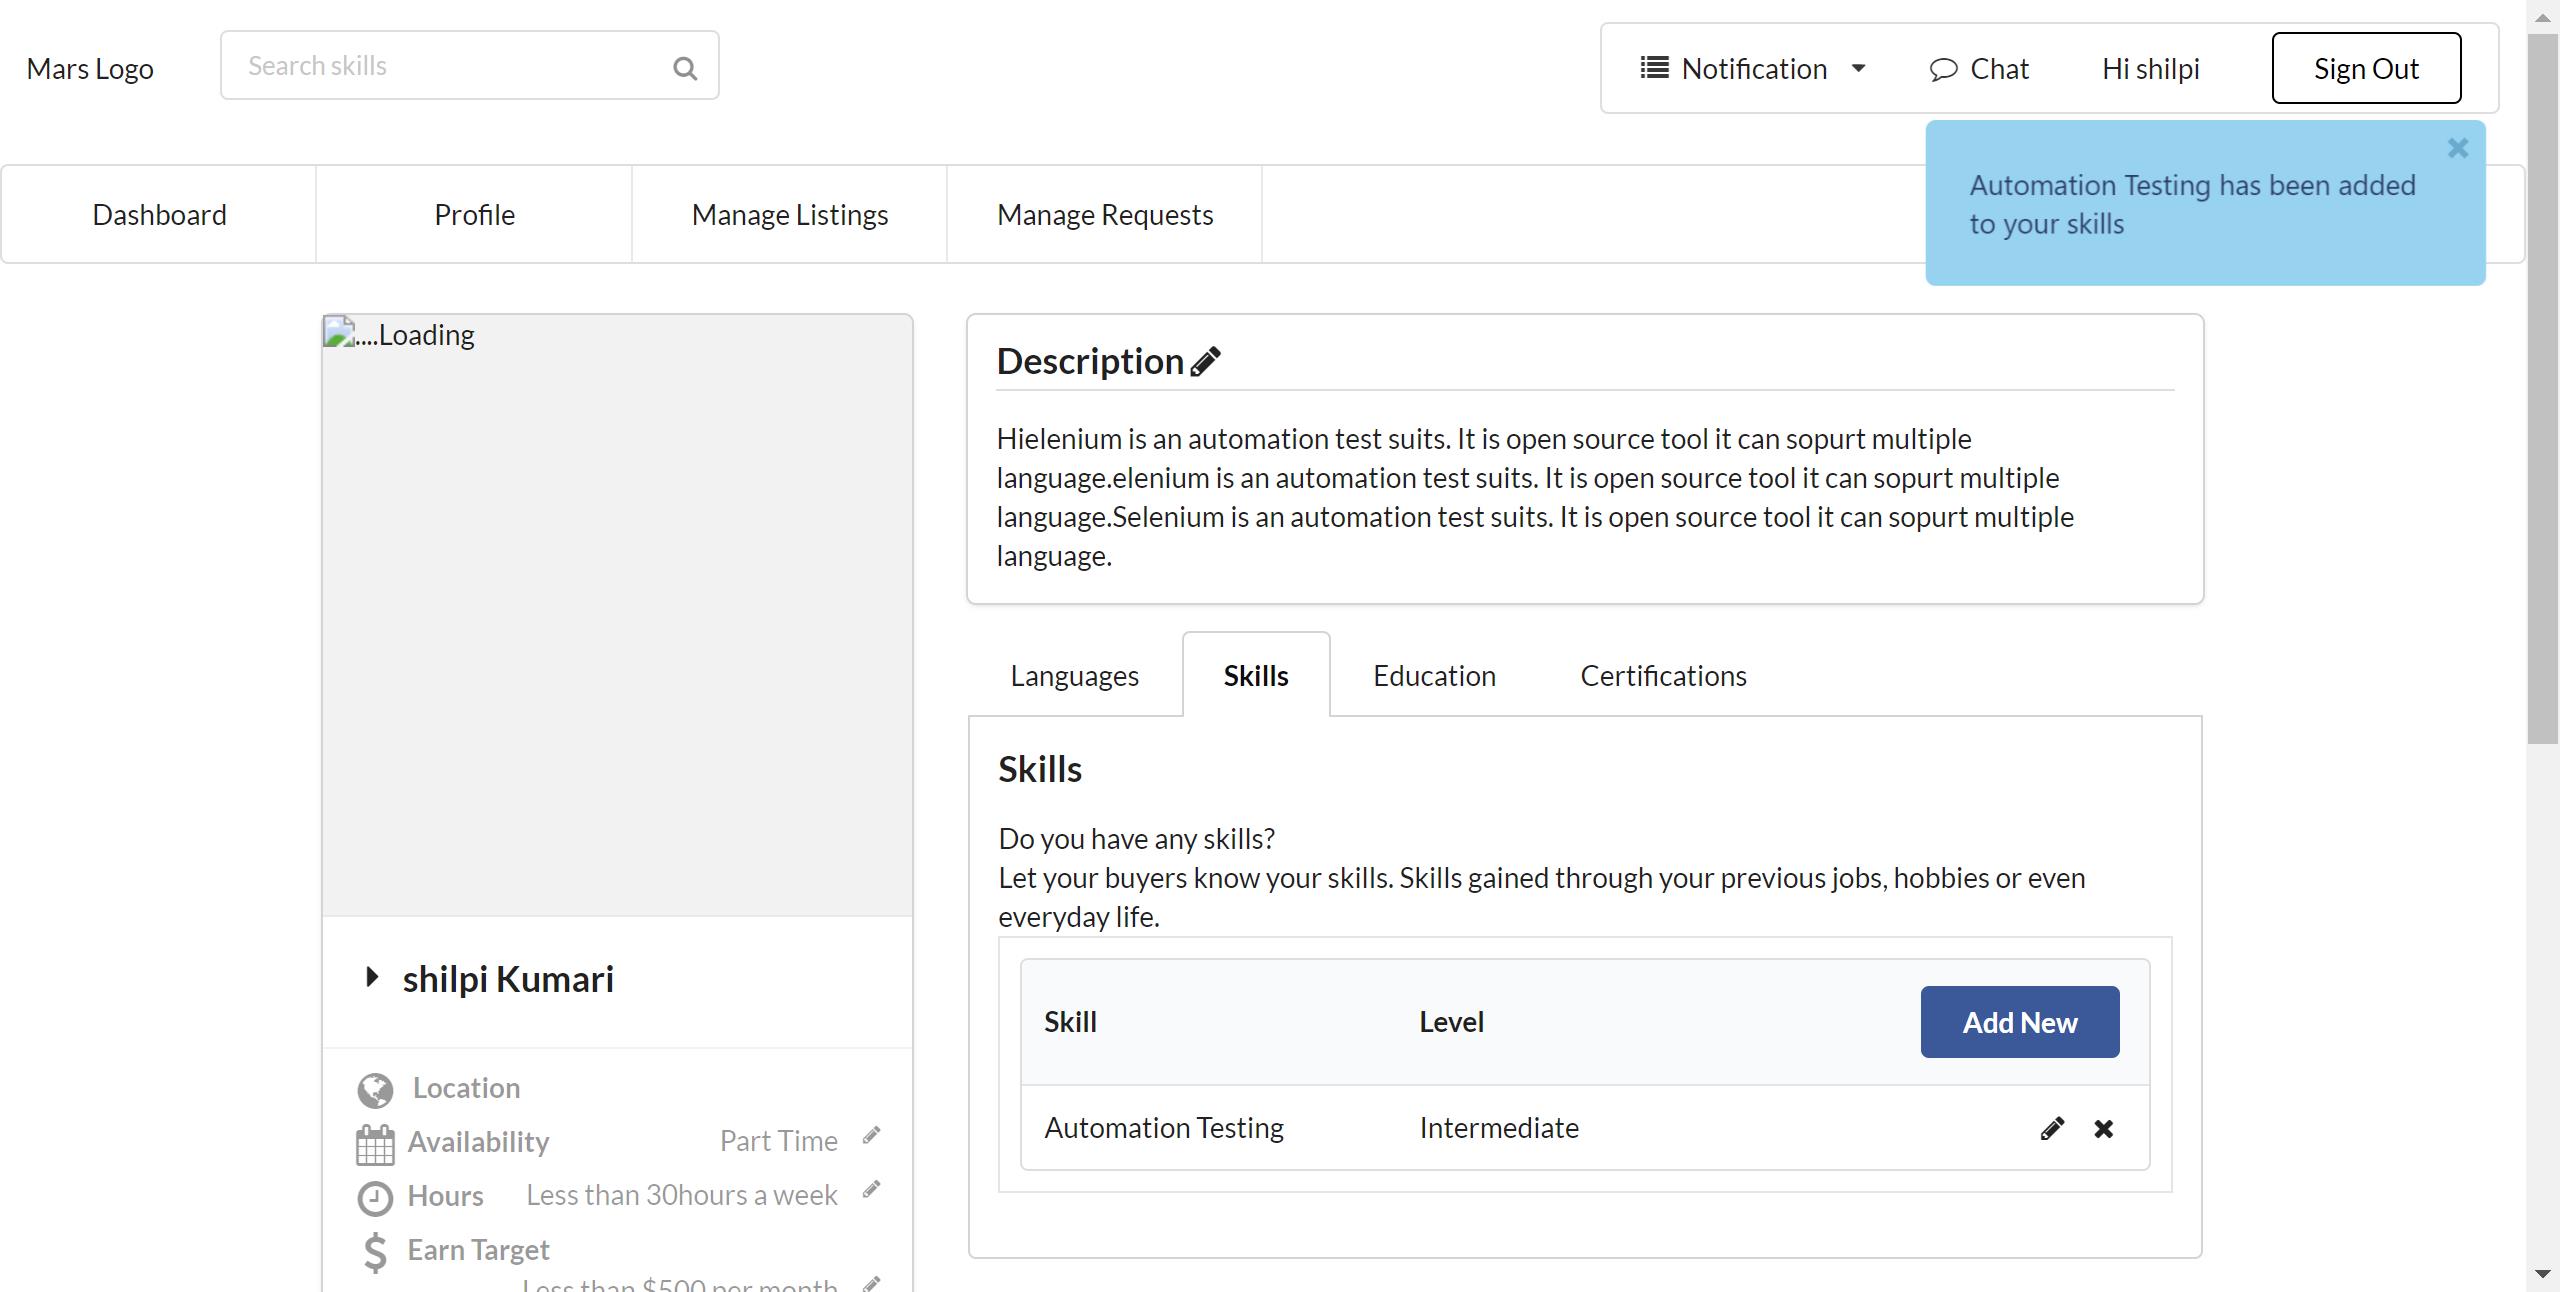 Mars Logo
Search skills
Notification
Chat
Hi shilpi
Sign Out
Automation Testing has been added
to your skills
Dashboard
Profile
Manage Listings
Manage Requests
....Loading
Description
Hielenium is an automation test suits. It is open source tool it can sopurt multiple
language.elenium is an automation test suits. It is open source tool it can sopurt multiple
language.Selenium is an automation test suits. It is open source tool it can sopurt multiple
language.
Languages
Skills
Education
Certifications
Skills
Do you have any skills?
Let your buyers know your skills. Skills gained through your previous jobs, hobbies or even
everyday life.
Skill
Level
Add New
Automation Testing
Intermediate
shilpi Kumari
Location
Availability
Part Time
Hours
Less than 30hours a week
Earn Target
Less than $500 per month